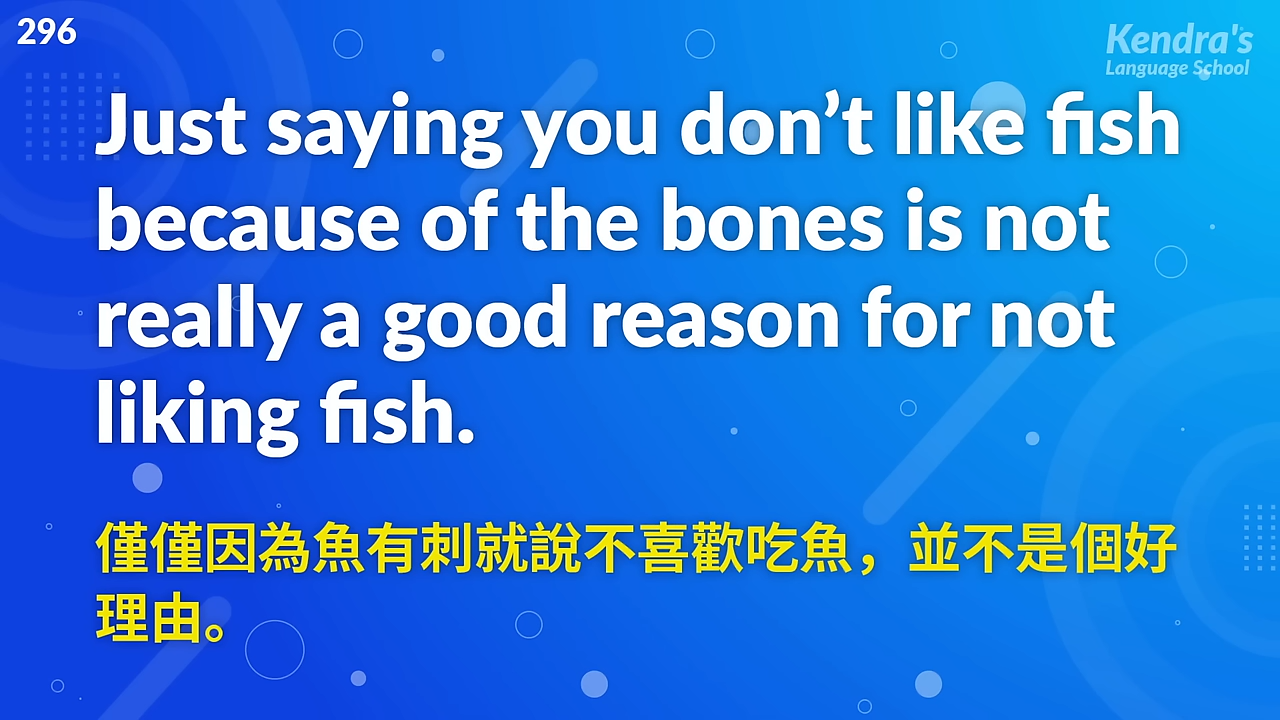 296
Kendra's
Language School
Just saying you don’t like fish
because of the bones is not
really a good reason for not
liking fish.
僅僅因為魚有刺就說不喜歡吃魚，並不是個好
理由。